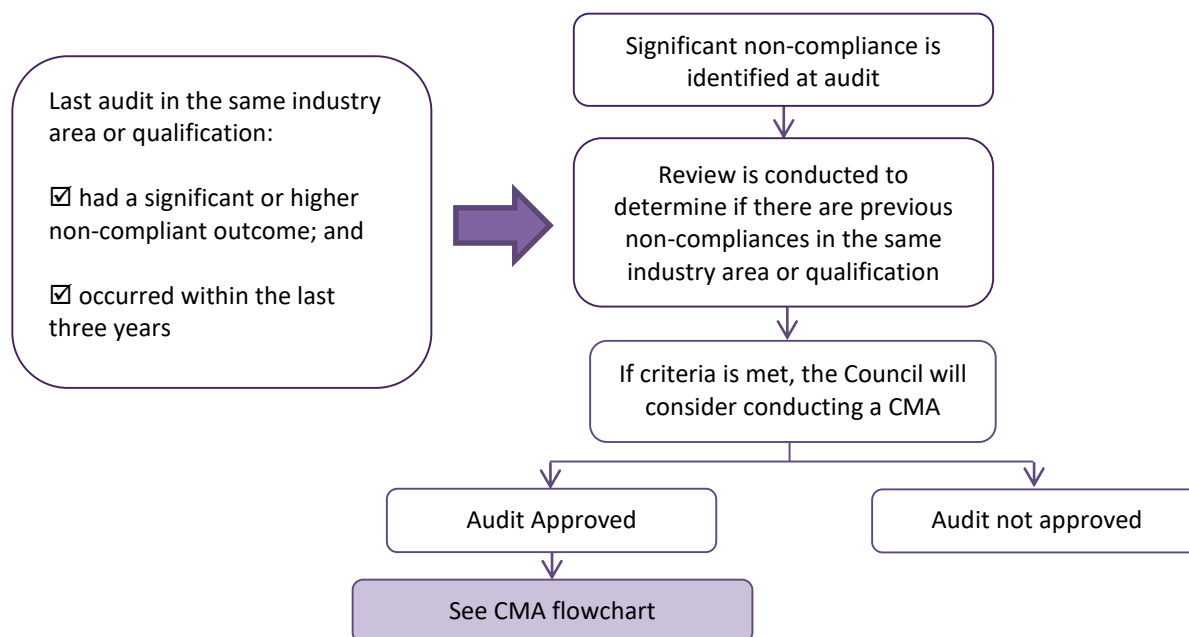 Significant non-compliance is
identified at audit
Last audit in the same industry
area or qualification:
☑ had a significant or higher
non-compliant outcome; and
☑ occurred within the last
three years
Review is conducted to
determine if there are previous
non-compliances in the same
industry area or qualification
If criteria is met, the Council will
consider conducting a CMA
Audit Approved
Audit not approved
See CMA flowchart